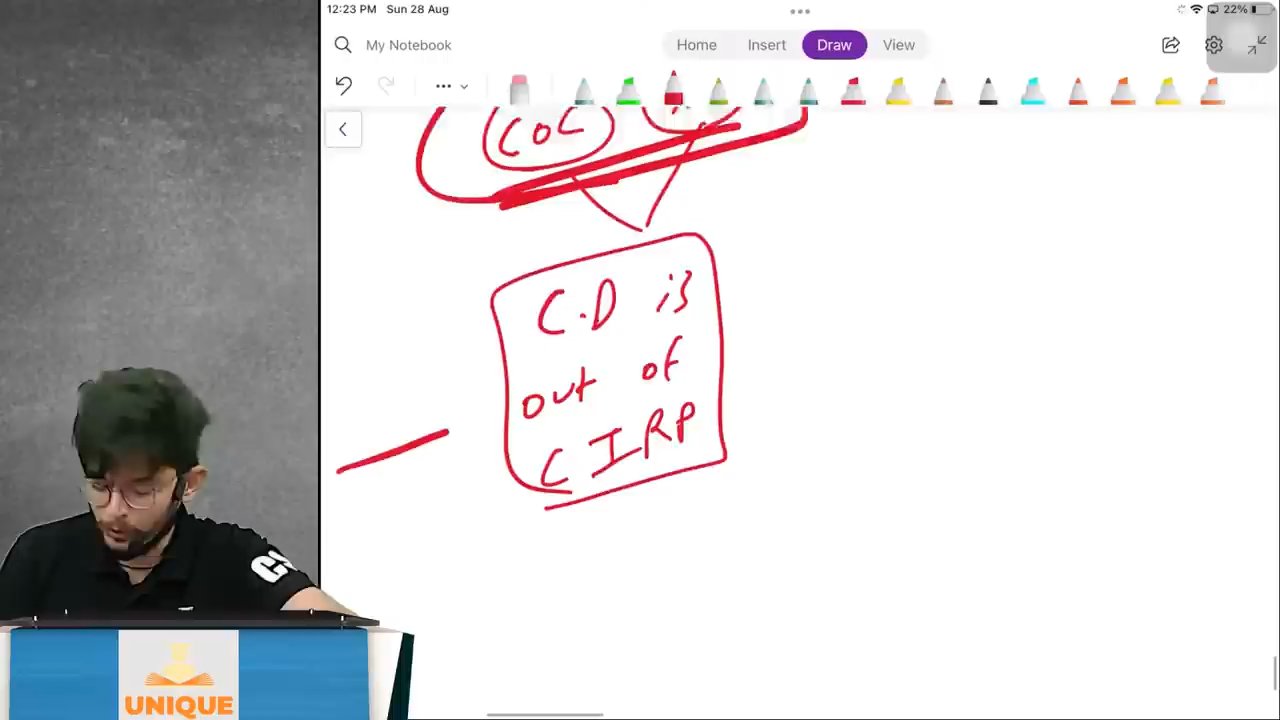 12:23 PM Sun 28 Aug
22%
My Notebook
Home Insert Draw View
COC
C.D is
out of
CIRP
UNIQUE